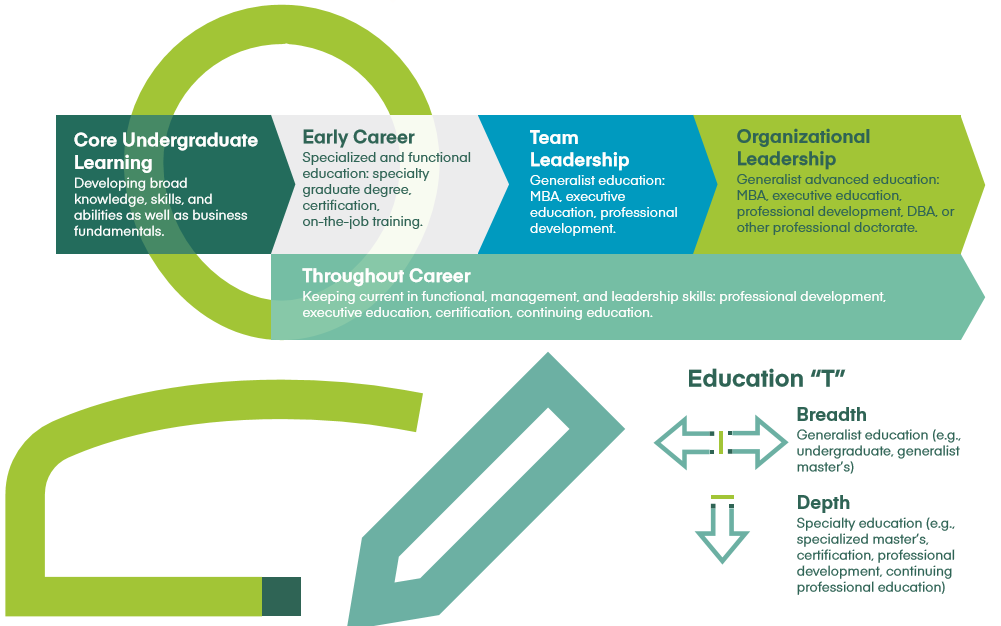 Core Undergraduate
Learning
Developing broad
knowledge, skills, and
abilities as well as business
fundamentals.
Early Career
Specialized and functional
education: specialty
graduate degree,
certification,
on-the-job training.
Team
Leadership
Generalist education:
MBA, executive
education, professional
development.
Organizational
Leadership
Generalist advanced education:
MBA, executive education,
professional development, DBA, or
other professional doctorate.
Throughout Career
Keeping current in functional, management, and leadership skills: professional development,
executive education, certification, continuing education.
Education “T”
Breadth
Generalist education (e.g.,
undergraduate, generalist
master's)
Depth
Specialty education (e.g.,
specialized master's,
certification, professional
development, continuing
professional education)